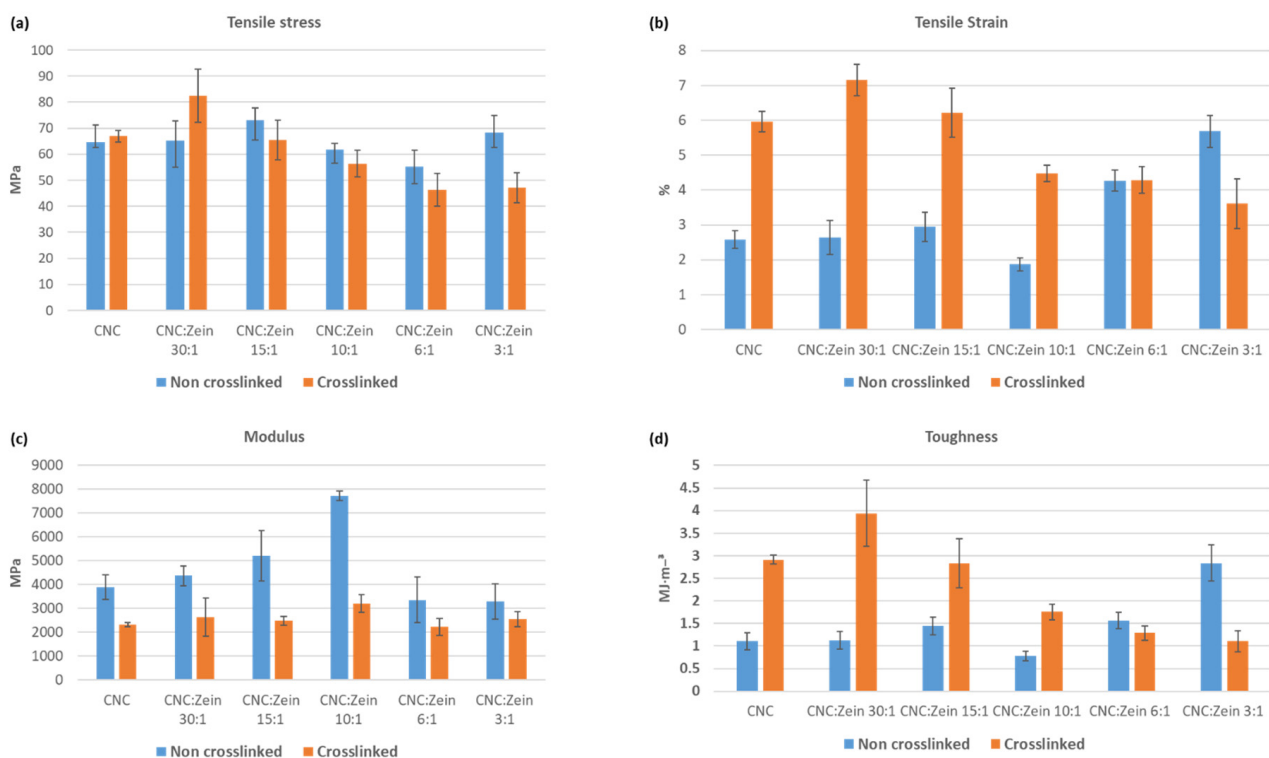 (a)
Tensile stress
100
90
80
70
60
50
40
30
20
10
0
MPa
CNC
CNC:Zein
30:1
CNC:Zein
15:1
CNC:Zein
10:1
CNC:Zein
6:1
CNC:Zein
3:1
Non crosslinked
Crosslinked
(b)
Tensile Strain
8
7
6
5
4
3
2
1
0
%
CNC
CNC:Zein 30:1
CNC:Zein 15:1
CNC:Zein 10:1
CNC:Zein 6:1
CNC:Zein 3:1
Non crosslinked
Crosslinked
(c)
Modulus
9000
8000
7000
6000
5000
4000
3000
2000
1000
0
MPa
CNC
CNC:Zein
30:1
CNC:Zein
15:1
CNC:Zein
10:1
CNC:Zein
6:1
CNC:Zein
3:1
Non crosslinked
Crosslinked
(d)
Toughness
5
4.5
4
3.5
3
2.5
2
1.5
1
0.5
0
MJ·m–³
CNC
CNC:Zein 30:1
CNC:Zein 15:1
CNC:Zein 10:1
CNC:Zein 6:1
CNC:Zein 3:1
Non crosslinked
Crosslinked